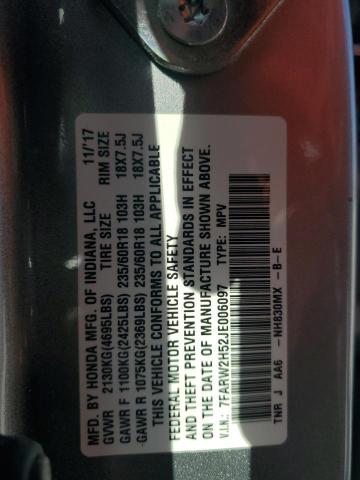 MFD. BY HONDA MFG. OF INDIANA, LLC 11/'17
GVWR 2130KG(4695LBS) TIRE SIZE RIM SIZE
GAWR F 1100KG(2425LBS) 235/60R18 103H 18X7.5J
GAWR R 1075KG(2369LBS) 235/60R18 103H 18X7.5J
THIS VEHICLE CONFORMS TO ALL APPLICABLE
FEDERAL MOTOR VEHICLE SAFETY
AND THEFT PREVENTION STANDARDS IN EFFECT
ON THE DATE OF MANUFACTURE SHOWN ABOVE.
V.I.N.: 7FARW2H52JE006097 TYPE: MPV
TNR J AA6 -NH830MX -B-E